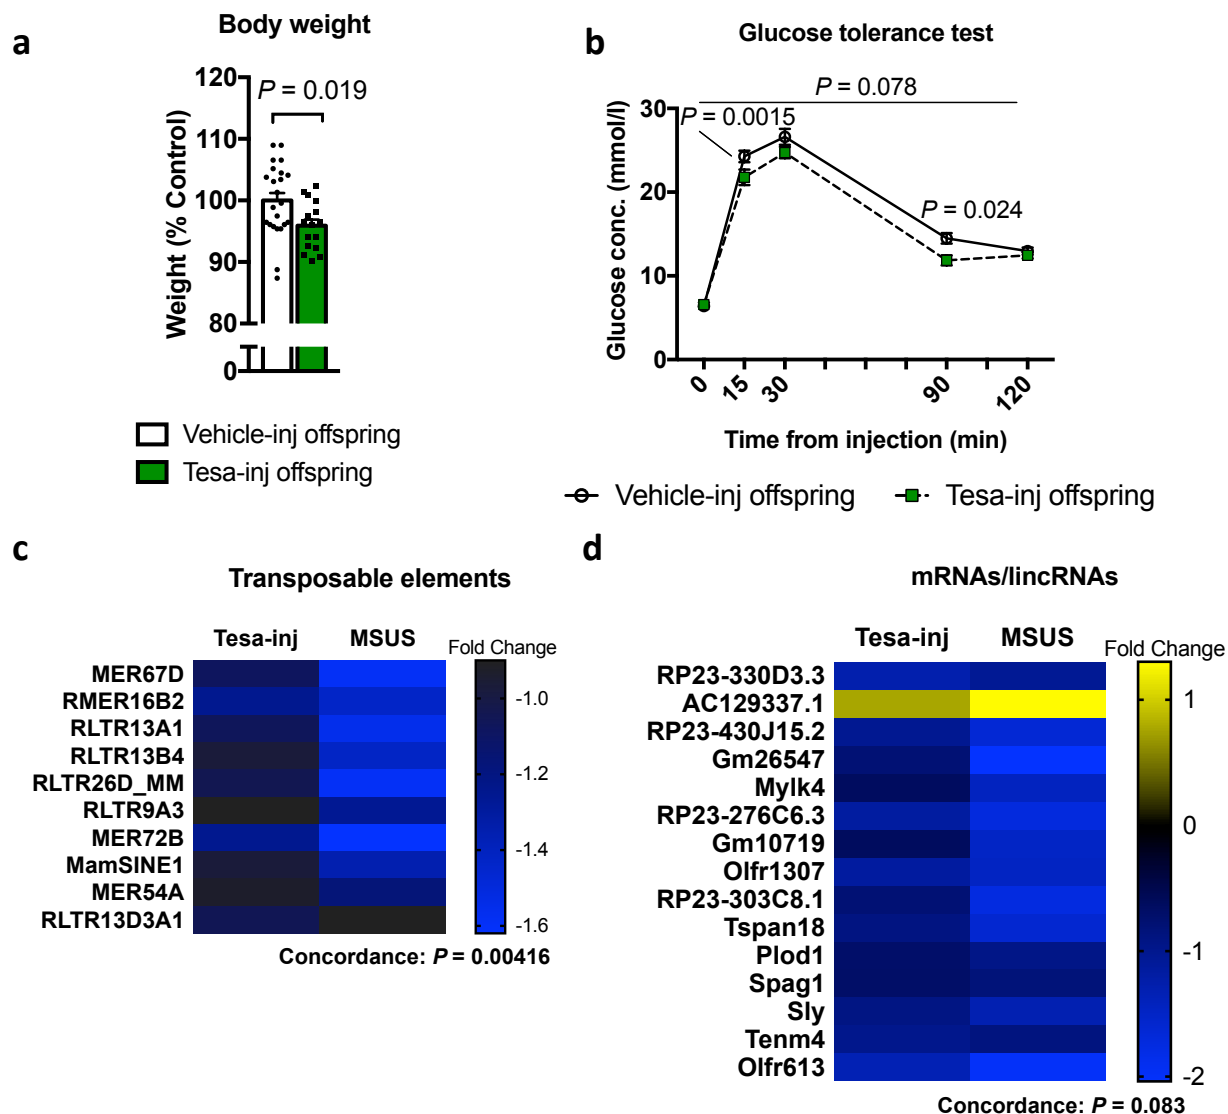 a
Body weight
P = 0.019
Weight (% Control)
120
110
100
90
80
0
Vehicle-inj offspring
Tesa-inj offspring
b
Glucose tolerance test
P = 0.078
P = 0.0015
P = 0.024
Glucose conc. (mmol/l)
30
20
10
0
0
15
30
90
120
Time from injection (min)
Vehicle-inj offspring
Tesa-inj offspring
c
Transposable elements
Tesa-inj
MSUS
Fold Change
MER67D
RMER16B2
RLTR13A1
RLTR13B4
RLTR26D_MM
RLTR9A3
MER72B
MamSINE1
MER54A
RLTR13D3A1
-1.0
-1.2
-1.4
-1.6
Concordance: P = 0.00416
d
mRNAs/lincRNAs
Tesa-inj
MSUS
Fold Change
RP23-330D3.3
AC129337.1
RP23-430J15.2
Gm26547
Mylk4
RP23-276C6.3
Gm10719
Olfr1307
RP23-303C8.1
Tspan18
Plod1
Spag1
Sly
Tenm4
Olfr613
1
0
-1
-2
Concordance: P = 0.083